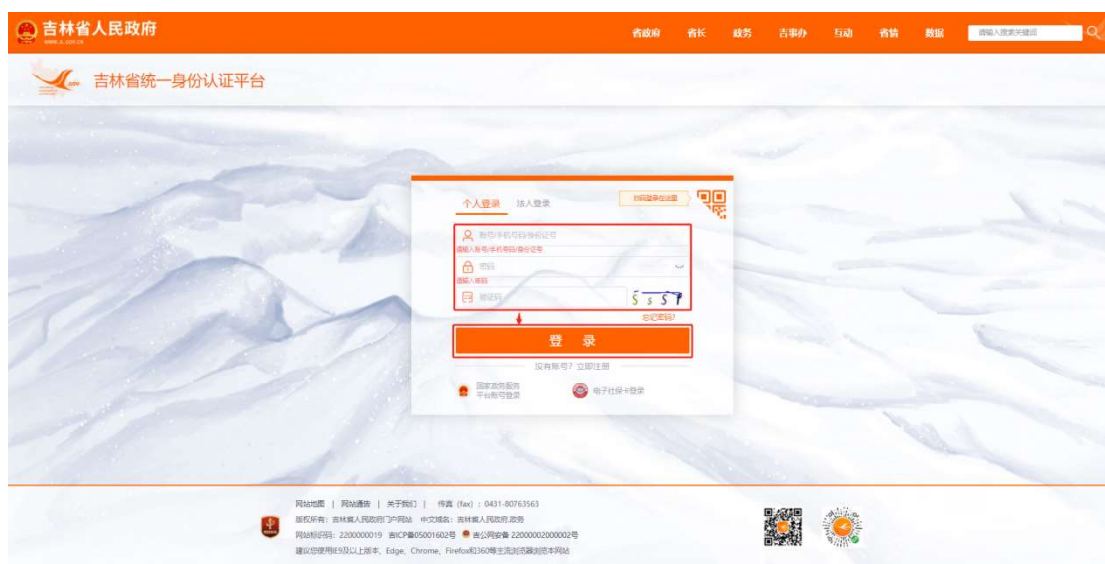 吉林省人民政府
WWW.JL.GOV.CN
省政府 省长 政务 吉事办 互动 省情 数据 请输入搜索关键词
吉林省统一身份认证平台
个人登录 法人登录 扫码登录在这里
账号/手机号码/身份证号
请输入账号/手机号码/身份证号
密码
请输入密码
验证码
忘记密码?
登 录
没有账号? 立即注册
国家政务服务
平台账号登录
电子社保卡登录
网站地图 | 网站通告 | 关于我们 | 传真 (fax) : 0431-80763563
版权所有: 吉林省人民政府门户网站 中文域名: 吉林省人民政府.政务
网站标识码: 2200000019 吉ICP备05001602号 吉公网安备 22000002000002号
建议您使用IE9及以上版本、Edge、Chrome、Firefox和360等主流浏览器浏览本网站